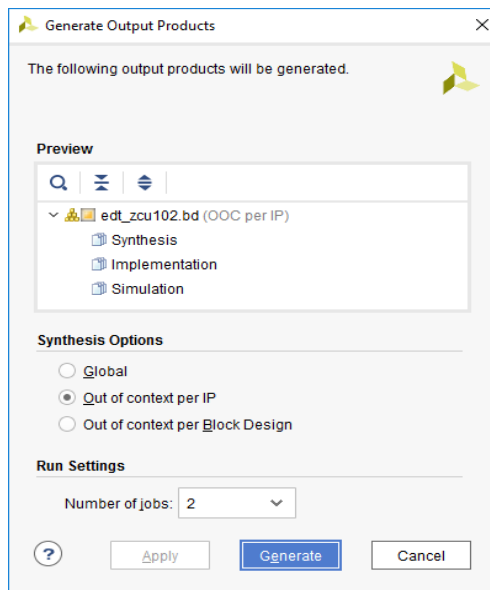 Generate Output Products
The following output products will be generated.
Preview
edt_zcu102.bd (OOC per IP)
Synthesis
Implementation
Simulation
Synthesis Options
Global
Out of context per IP
Out of context per Block Design
Run Settings
Number of jobs: 2
? Apply Generate Cancel